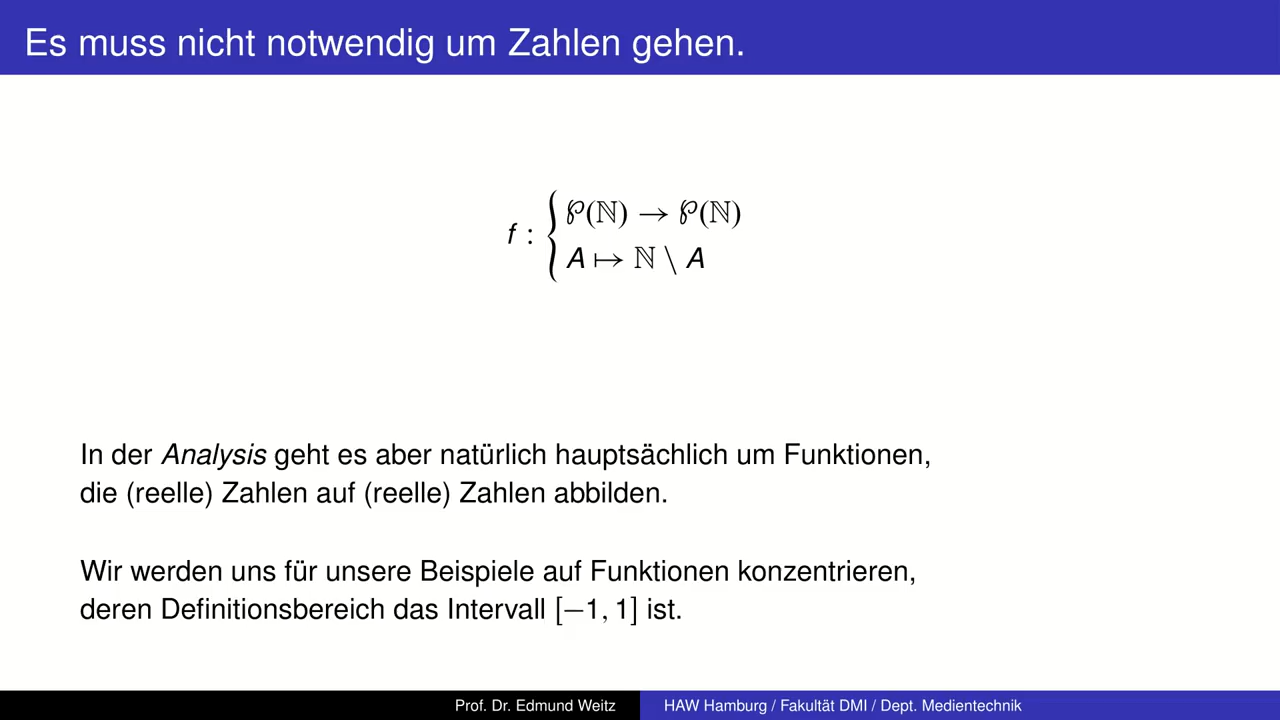 Es muss nicht notwendig um Zahlen gehen.
f : { ℘(ℕ) → ℘(ℕ)
A ↦ ℕ \ A
In der Analysis geht es aber natürlich hauptsächlich um Funktionen,
die (reelle) Zahlen auf (reelle) Zahlen abbilden.
Wir werden uns für unsere Beispiele auf Funktionen konzentrieren,
deren Definitionsbereich das Intervall [−1, 1] ist.
Prof. Dr. Edmund Weitz HAW Hamburg / Fakultät DMI / Dept. Medientechnik